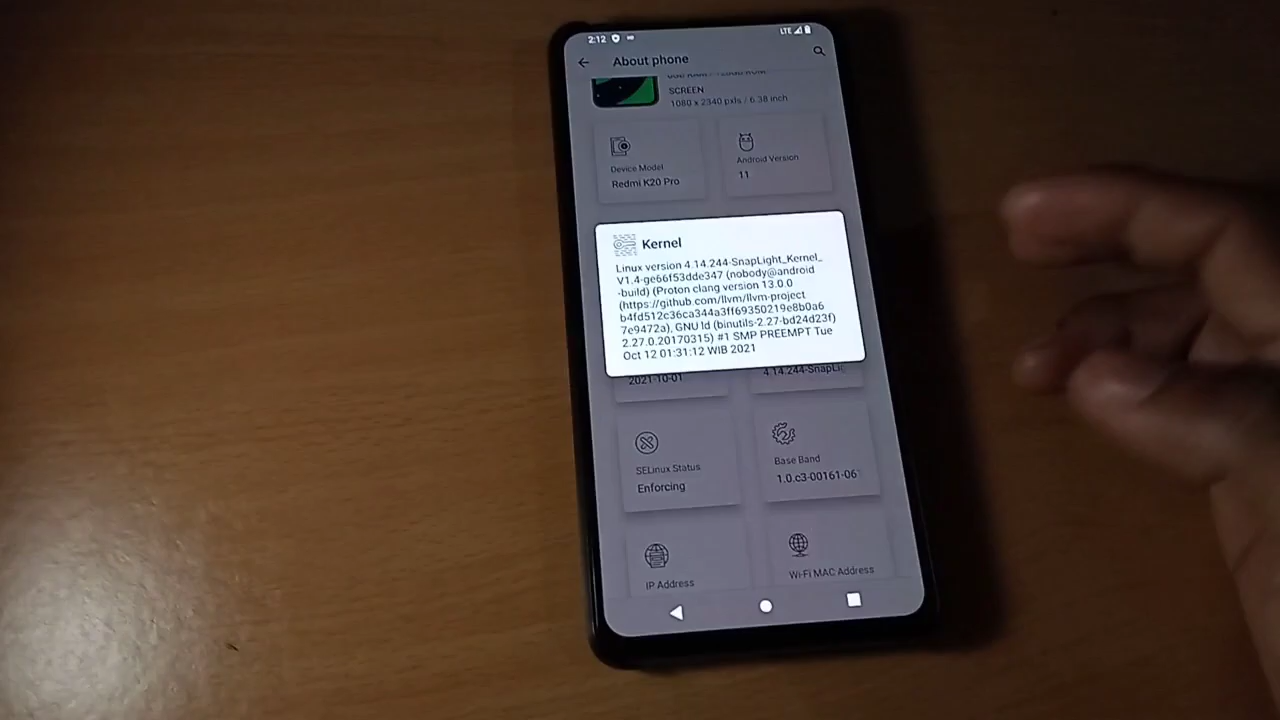 2:12
LTE
About phone
SCREEN
1080 x 2340 pxls / 6.38 inch
Device Model
Redmi K20 Pro
Android Version
11
Kernel
Linux version 4.14.244-SnapLight_Kernel_
V1.4-ge66f53dde347 (nobody@android
-build) (Proton clang version 13.0.0
(https://github.com/llvm/llvm-project
b4fd512c36ca344a3ff69350219e8b0a6
7e9472a), GNU ld (binutils-2.27-bd24d23f)
2.27.0.20170315) #1 SMP PREEMPT Tue
Oct 12 01:31:12 WIB 2021
2021-10-01
4.14.244-SnapLig
SELinux Status
Enforcing
Base Band
1.0.c3-00161-06
IP Address
Wi-Fi MAC Address